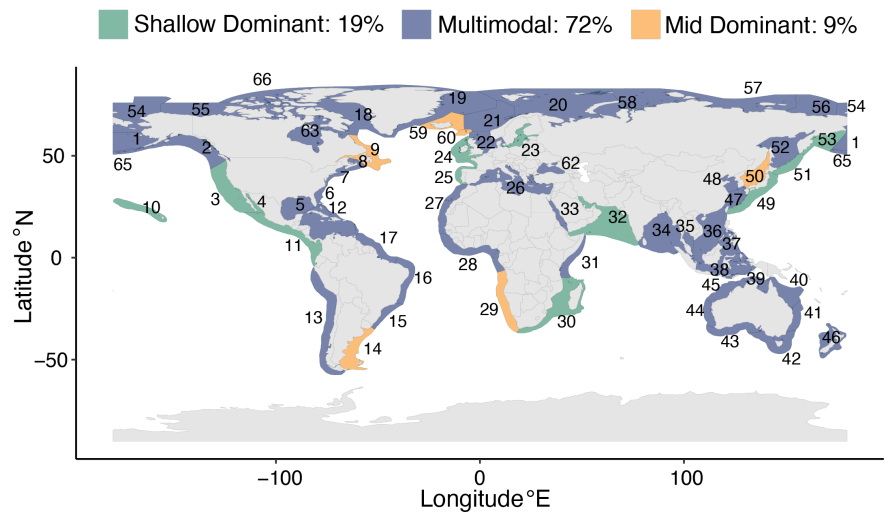 Shallow Dominant: 19% Multimodal: 72% Mid Dominant: 9%
66 57
54 55 18 19 20 58 56 54
63 59 21
1 2 9 60 22 23 52 53 1
65 8 24 62 50 51 65
50
7 25 26 48
3 4 5 6 27 47 49
10 12 33 32 34 35 36
11 17 28 31 37
0
16 38 39 40
45
13 15 29 30 44 41
14 43 42 46
−50
Latitude°N
−100 0 100
Longitude°E